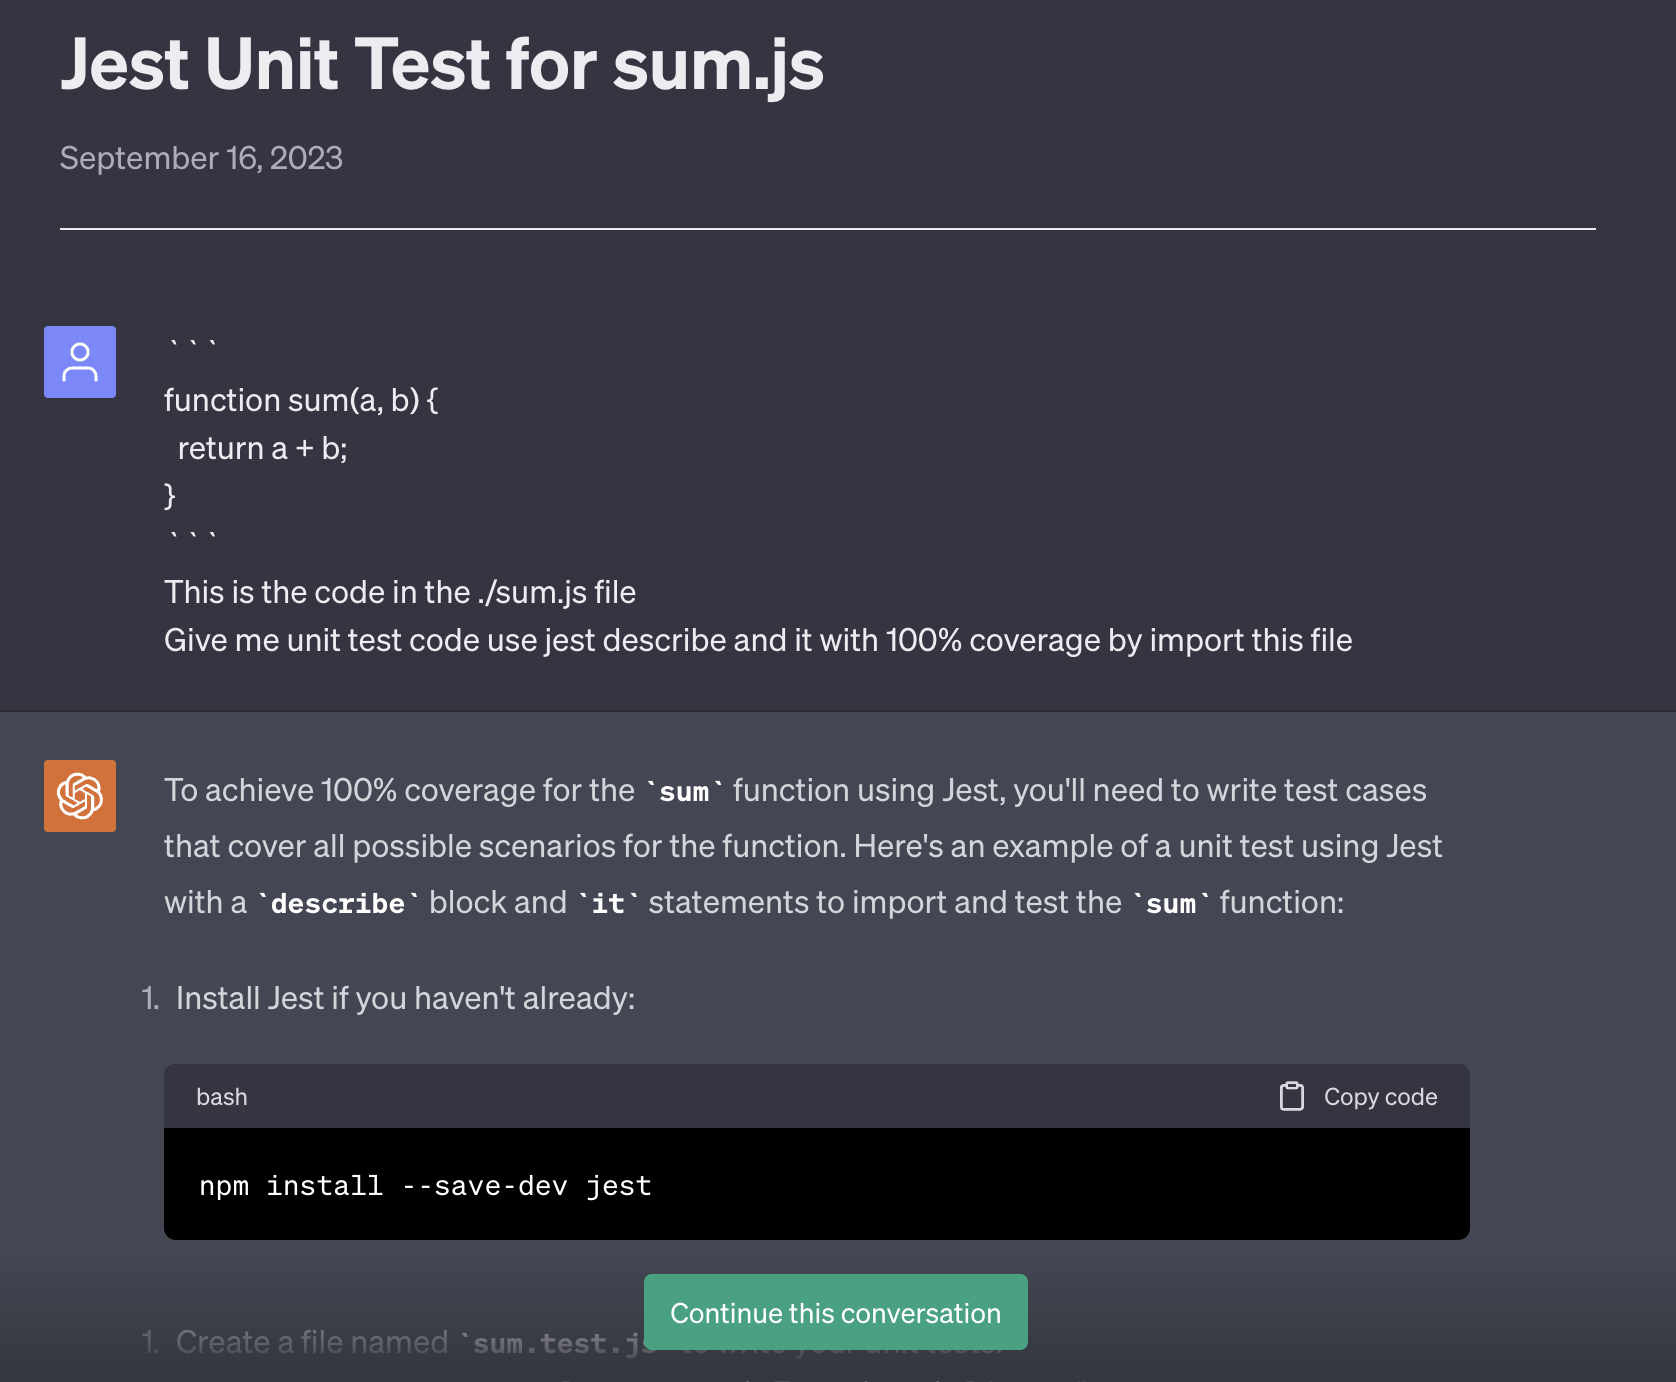 Jest Unit Test for sum.js
September 16, 2023
```
function sum(a, b) {
  return a + b;
}
```
This is the code in the ./sum.js file
Give me unit test code use jest describe and it with 100% coverage by import this file
To achieve 100% coverage for the `sum` function using Jest, you'll need to write test cases
that cover all possible scenarios for the function. Here's an example of a unit test using Jest
with a `describe` block and `it` statements to import and test the `sum` function:
1. Install Jest if you haven't already:
bash
Copy code
npm install --save-dev jest
Continue this conversation
1. Create a file named `sum.test.js` to write your unit tests.